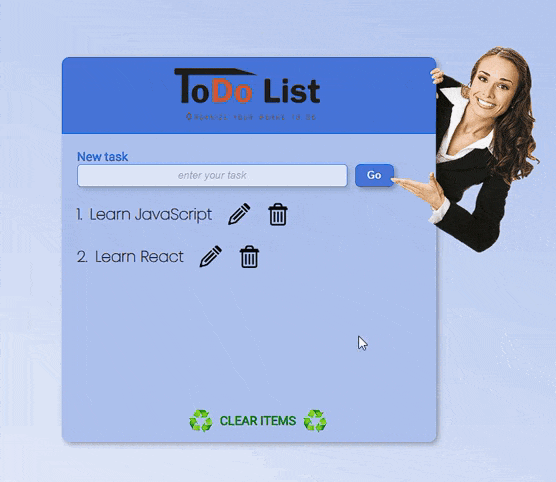 ToDo List
New task
enter your task
Go
1. Learn JavaScript
2. Learn React
CLEAR ITEMS